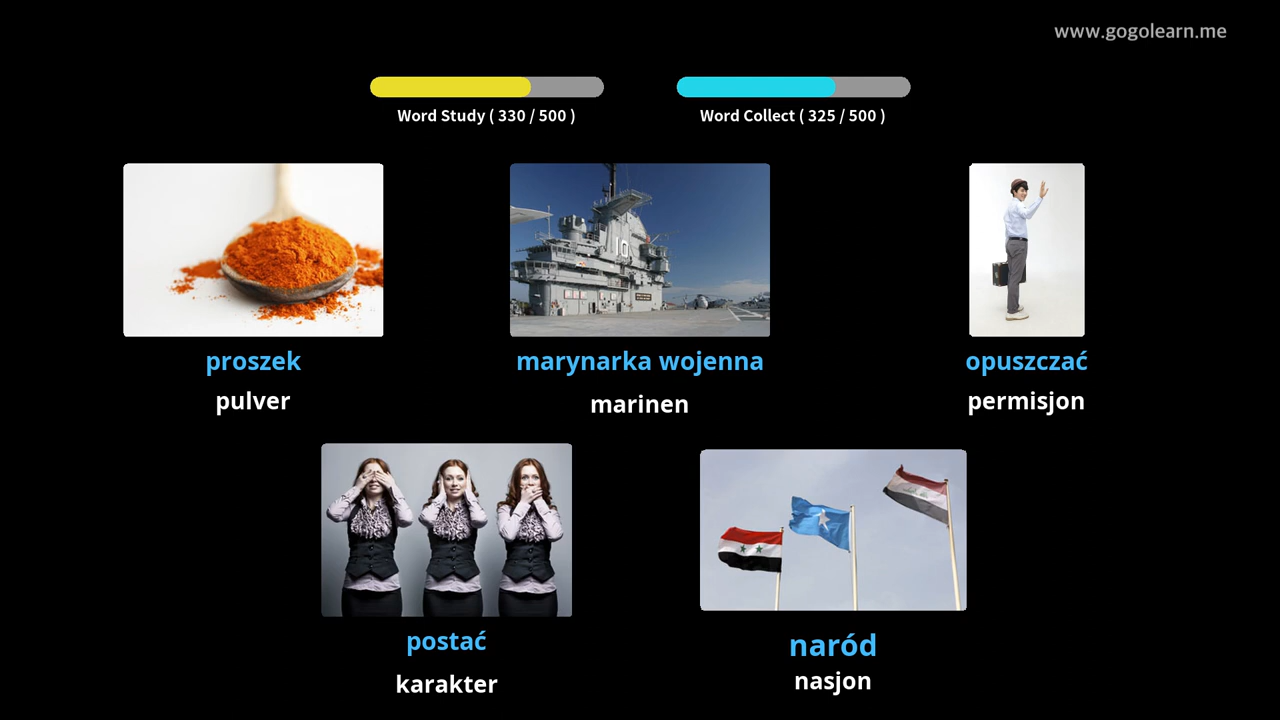 www.gogolearn.me
Word Study ( 330 / 500 )
Word Collect ( 325 / 500 )
10
proszek
marynarka wojenna
opuszczać
pulver
marinen
permisjon
postać
naród
karakter
nasjon